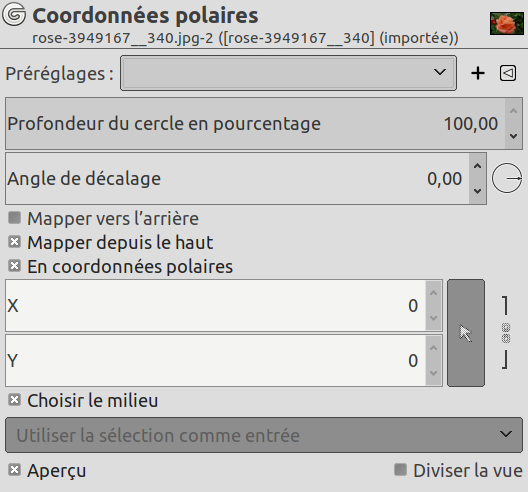 Coordonnées polaires
rose-3949167__340.jpg-2 ([rose-3949167__340] (importée))
Préréglages :
Profondeur du cercle en pourcentage 100,00
Angle de décalage 0,00
Mapper vers l’arrière
Mapper depuis le haut
En coordonnées polaires
X 0
Y 0
Choisir le milieu
Utiliser la sélection comme entrée
Aperçu Diviser la vue